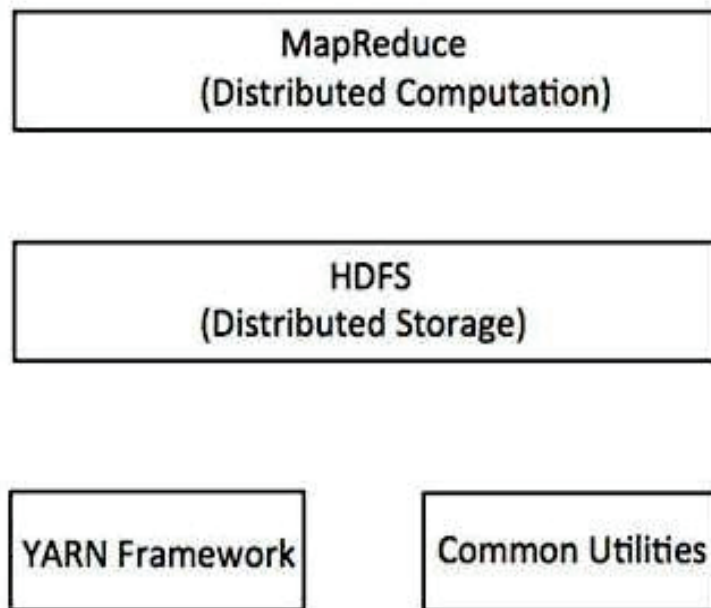 MapReduce
(Distributed Computation)
HDFS
(Distributed Storage)
YARN Framework
Common Utilities